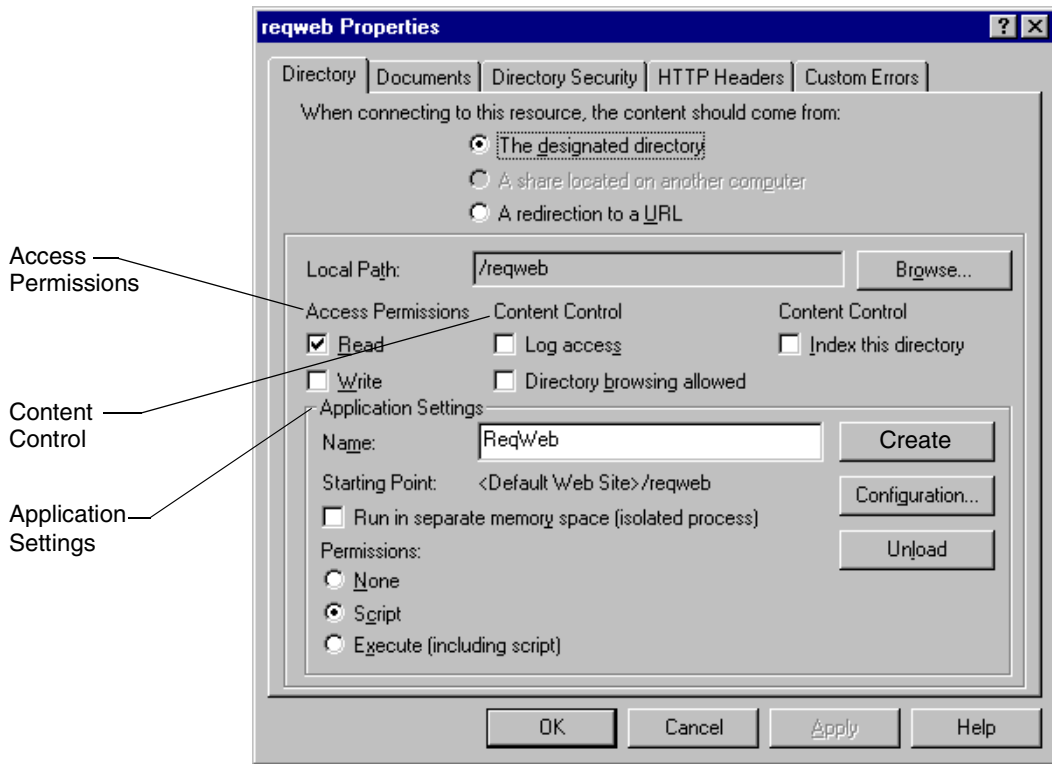 reqweb Properties
Directory Documents Directory Security HTTP Headers Custom Errors
When connecting to this resource, the content should come from:
The designated directory
A share located on another computer
A redirection to a URL
Access
Permissions
Local Path: /reqweb Browse...
Access Permissions Content Control Content Control
Read Log access Index this directory
Write Directory browsing allowed
Content
Control
Application Settings
Name: ReqWeb Create
Starting Point: <Default Web Site>/reqweb Configuration...
Application
Settings
Run in separate memory space (isolated process)
Unload
Permissions:
None
Script
Execute (including script)
OK Cancel Apply Help